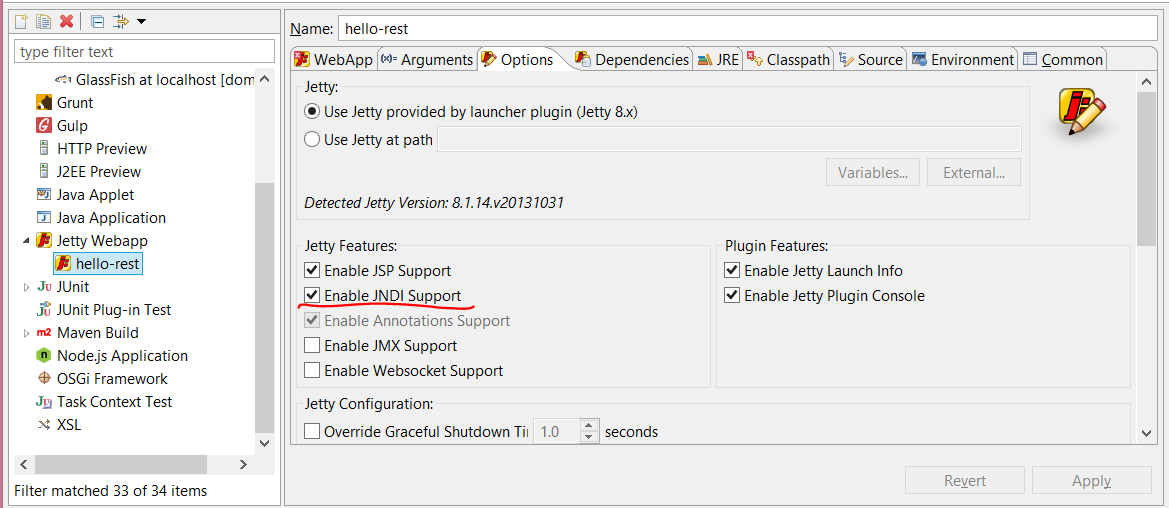 type filter text
GlassFish at localhost [dom
Grunt
Gulp
HTTP Preview
J2EE Preview
Java Applet
Java Application
Jetty Webapp
hello-rest
JUnit
JUnit Plug-in Test
Maven Build
Node.js Application
OSGi Framework
Task Context Test
XSL
Filter matched 33 of 34 items
Name: hello-rest
WebApp Arguments Options Dependencies JRE Classpath Source Environment Common
Jetty:
Use Jetty provided by launcher plugin (Jetty 8.x)
Use Jetty at path
Variables... External...
Detected Jetty Version: 8.1.14.v20131031
Jetty Features:
Enable JSP Support
Enable JNDI Support
Enable Annotations Support
Enable JMX Support
Enable Websocket Support
Plugin Features:
Enable Jetty Launch Info
Enable Jetty Plugin Console
Jetty Configuration:
Override Graceful Shutdown Ti 1.0 seconds
Revert Apply